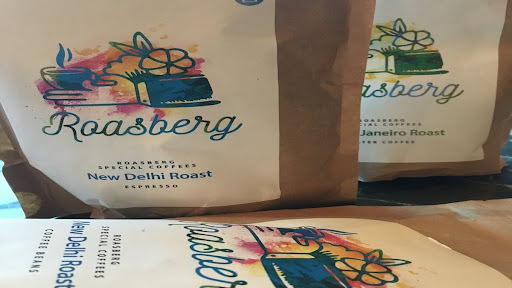 Roasberg
ROASBERG
SPECIAL COFFEES
New Delhi Roast
ESPRESSO
Roasberg
Janeiro Roast
COFFEE
Roasberg
ROASBERG
SPECIAL COFFEES
New Delhi Roast
COFFEE BEANS